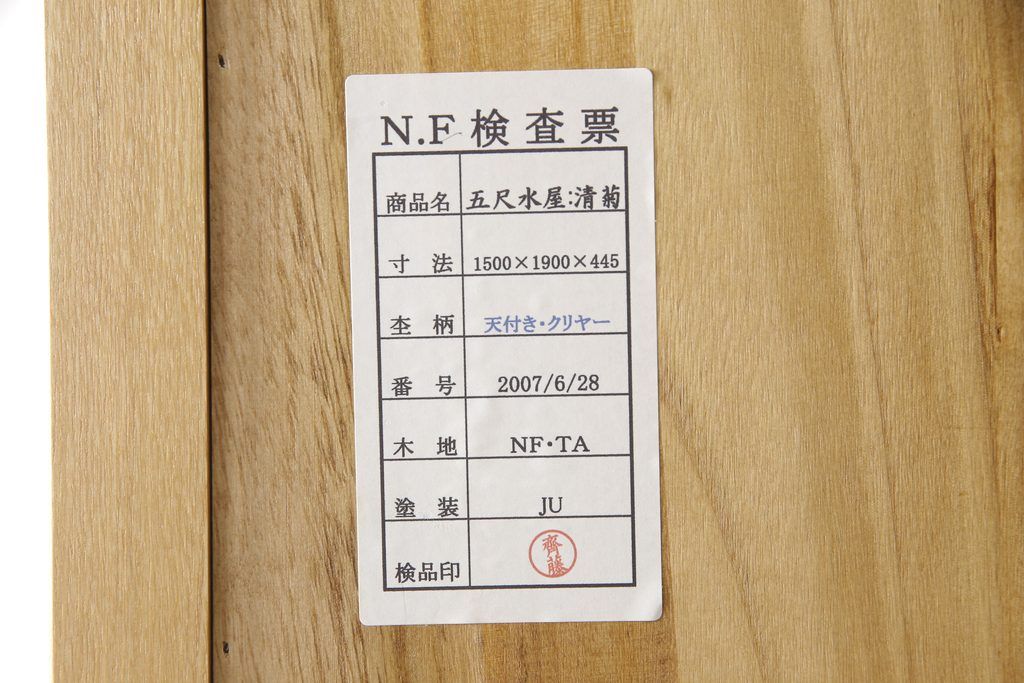 N.F 検査票
商品名 五尺水屋:清菊
寸法 1500×1900×445
杢柄 天付き・クリヤー
番号 2007/6/28
木地 NF・TA
塗装 JU
検品印 齊藤